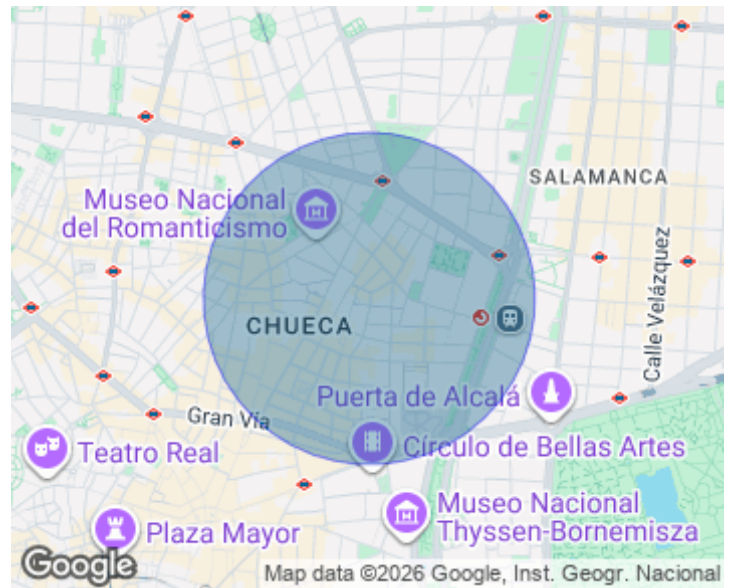 SALAMANCA
Museo Nacional
del Romanticismo
Calle Velázquez
CHUECA
Puerta de Alcalá
Gran Vía
Teatro Real
Círculo de Bellas Artes
Museo Nacional
Thyssen-Bornemisza
Plaza Mayor
Google
Map data ©2026 Google, Inst. Geogr. Nacional